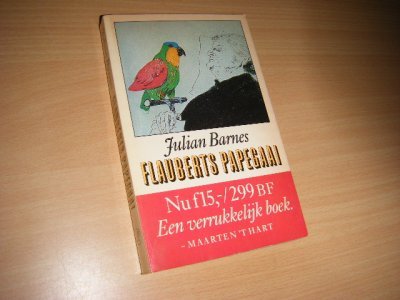 Julian Barnes
FLAUBERTS PAPEGAAI
Nu f15,-/299 BF
Een verrukkelijk boek.
- MAARTEN 'T HART